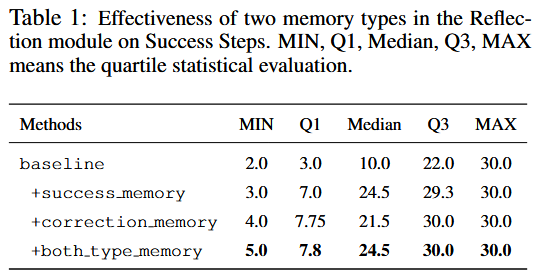 Table 1: Effectiveness of two memory types in the Reflec-
tion module on Success Steps. MIN, Q1, Median, Q3, MAX
means the quartile statistical evaluation.
Methods MIN Q1 Median Q3 MAX
baseline 2.0 3.0 10.0 22.0 30.0
+success_memory 3.0 7.0 24.5 29.3 30.0
+correction_memory 4.0 7.75 21.5 30.0 30.0
+both_type_memory 5.0 7.8 24.5 30.0 30.0